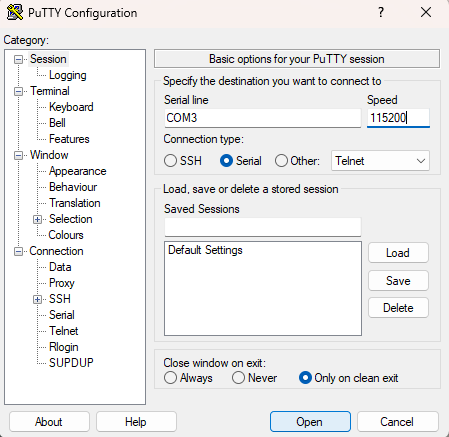 PuTTY Configuration
?
Category:
Session
Logging
Terminal
Keyboard
Bell
Features
Window
Appearance
Behaviour
Translation
Selection
Colours
Connection
Data
Proxy
SSH
Serial
Telnet
Rlogin
SUPDUP
Basic options for your PuTTY session
Specify the destination you want to connect to
Serial line Speed
COM3 115200
Connection type:
SSH Serial Other: Telnet
Load, save or delete a stored session
Saved Sessions
Default Settings
Load
Save
Delete
Close window on exit:
Always Never Only on clean exit
About Help Open Cancel